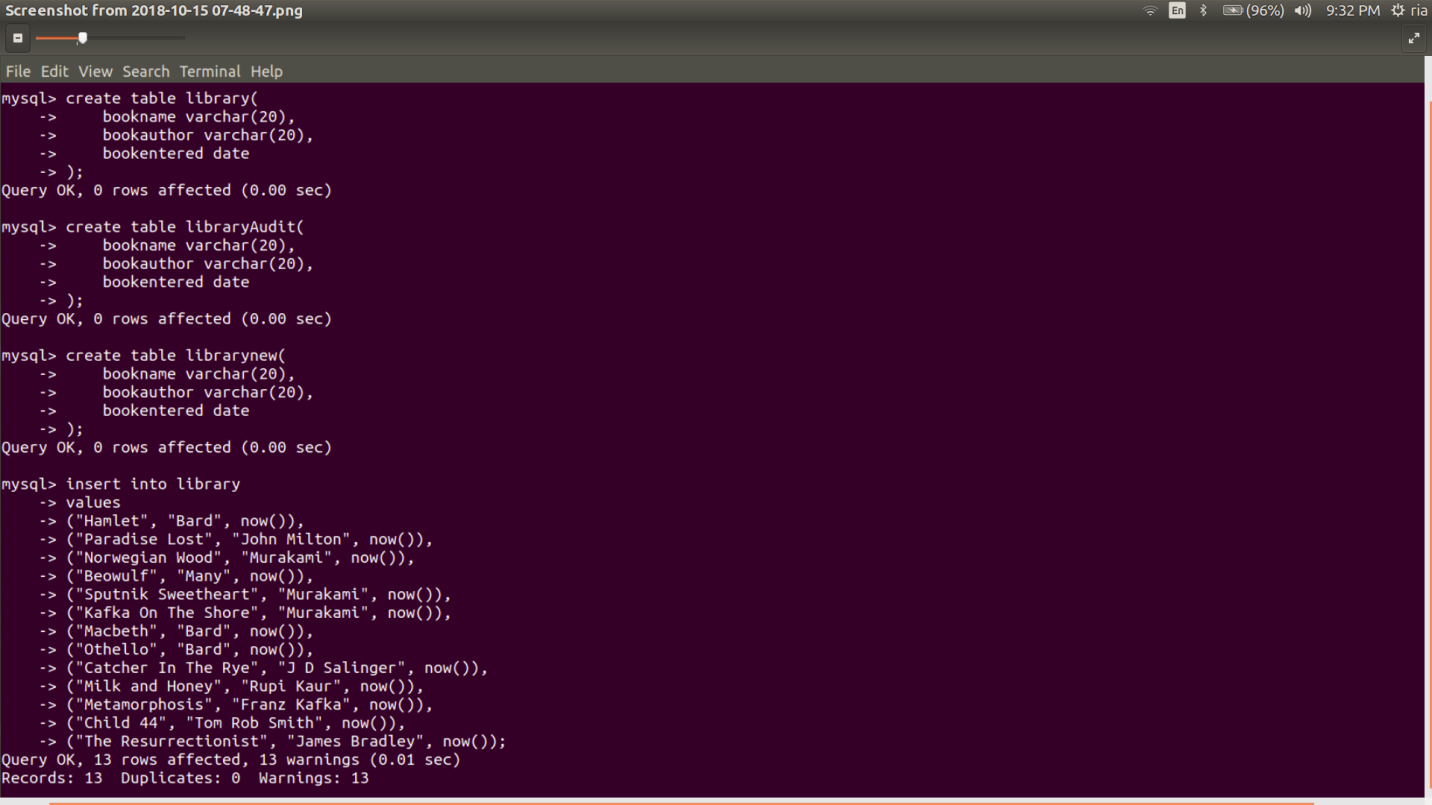 Screenshot from 2018-10-15 07-48-47.png En (96%) 9:32 PM ria
File Edit View Search Terminal Help
mysql> create table library(
    ->     bookname varchar(20),
    ->     bookauthor varchar(20),
    ->     bookentered date
    -> );
Query OK, 0 rows affected (0.00 sec)

mysql> create table libraryAudit(
    ->     bookname varchar(20),
    ->     bookauthor varchar(20),
    ->     bookentered date
    -> );
Query OK, 0 rows affected (0.00 sec)

mysql> create table librarynew(
    ->     bookname varchar(20),
    ->     bookauthor varchar(20),
    ->     bookentered date
    -> );
Query OK, 0 rows affected (0.00 sec)

mysql> insert into library
    -> values
    -> ("Hamlet", "Bard", now()),
    -> ("Paradise Lost", "John Milton", now()),
    -> ("Norwegian Wood", "Murakami", now()),
    -> ("Beowulf", "Many", now()),
    -> ("Sputnik Sweetheart", "Murakami", now()),
    -> ("Kafka On The Shore", "Murakami", now()),
    -> ("Macbeth", "Bard", now()),
    -> ("Othello", "Bard", now()),
    -> ("Catcher In The Rye", "J D Salinger", now()),
    -> ("Milk and Honey", "Rupi Kaur", now()),
    -> ("Metamorphosis", "Franz Kafka", now()),
    -> ("Child 44", "Tom Rob Smith", now()),
    -> ("The Resurrectionist", "James Bradley", now());
Query OK, 13 rows affected, 13 warnings (0.01 sec)
Records: 13  Duplicates: 0  Warnings: 13